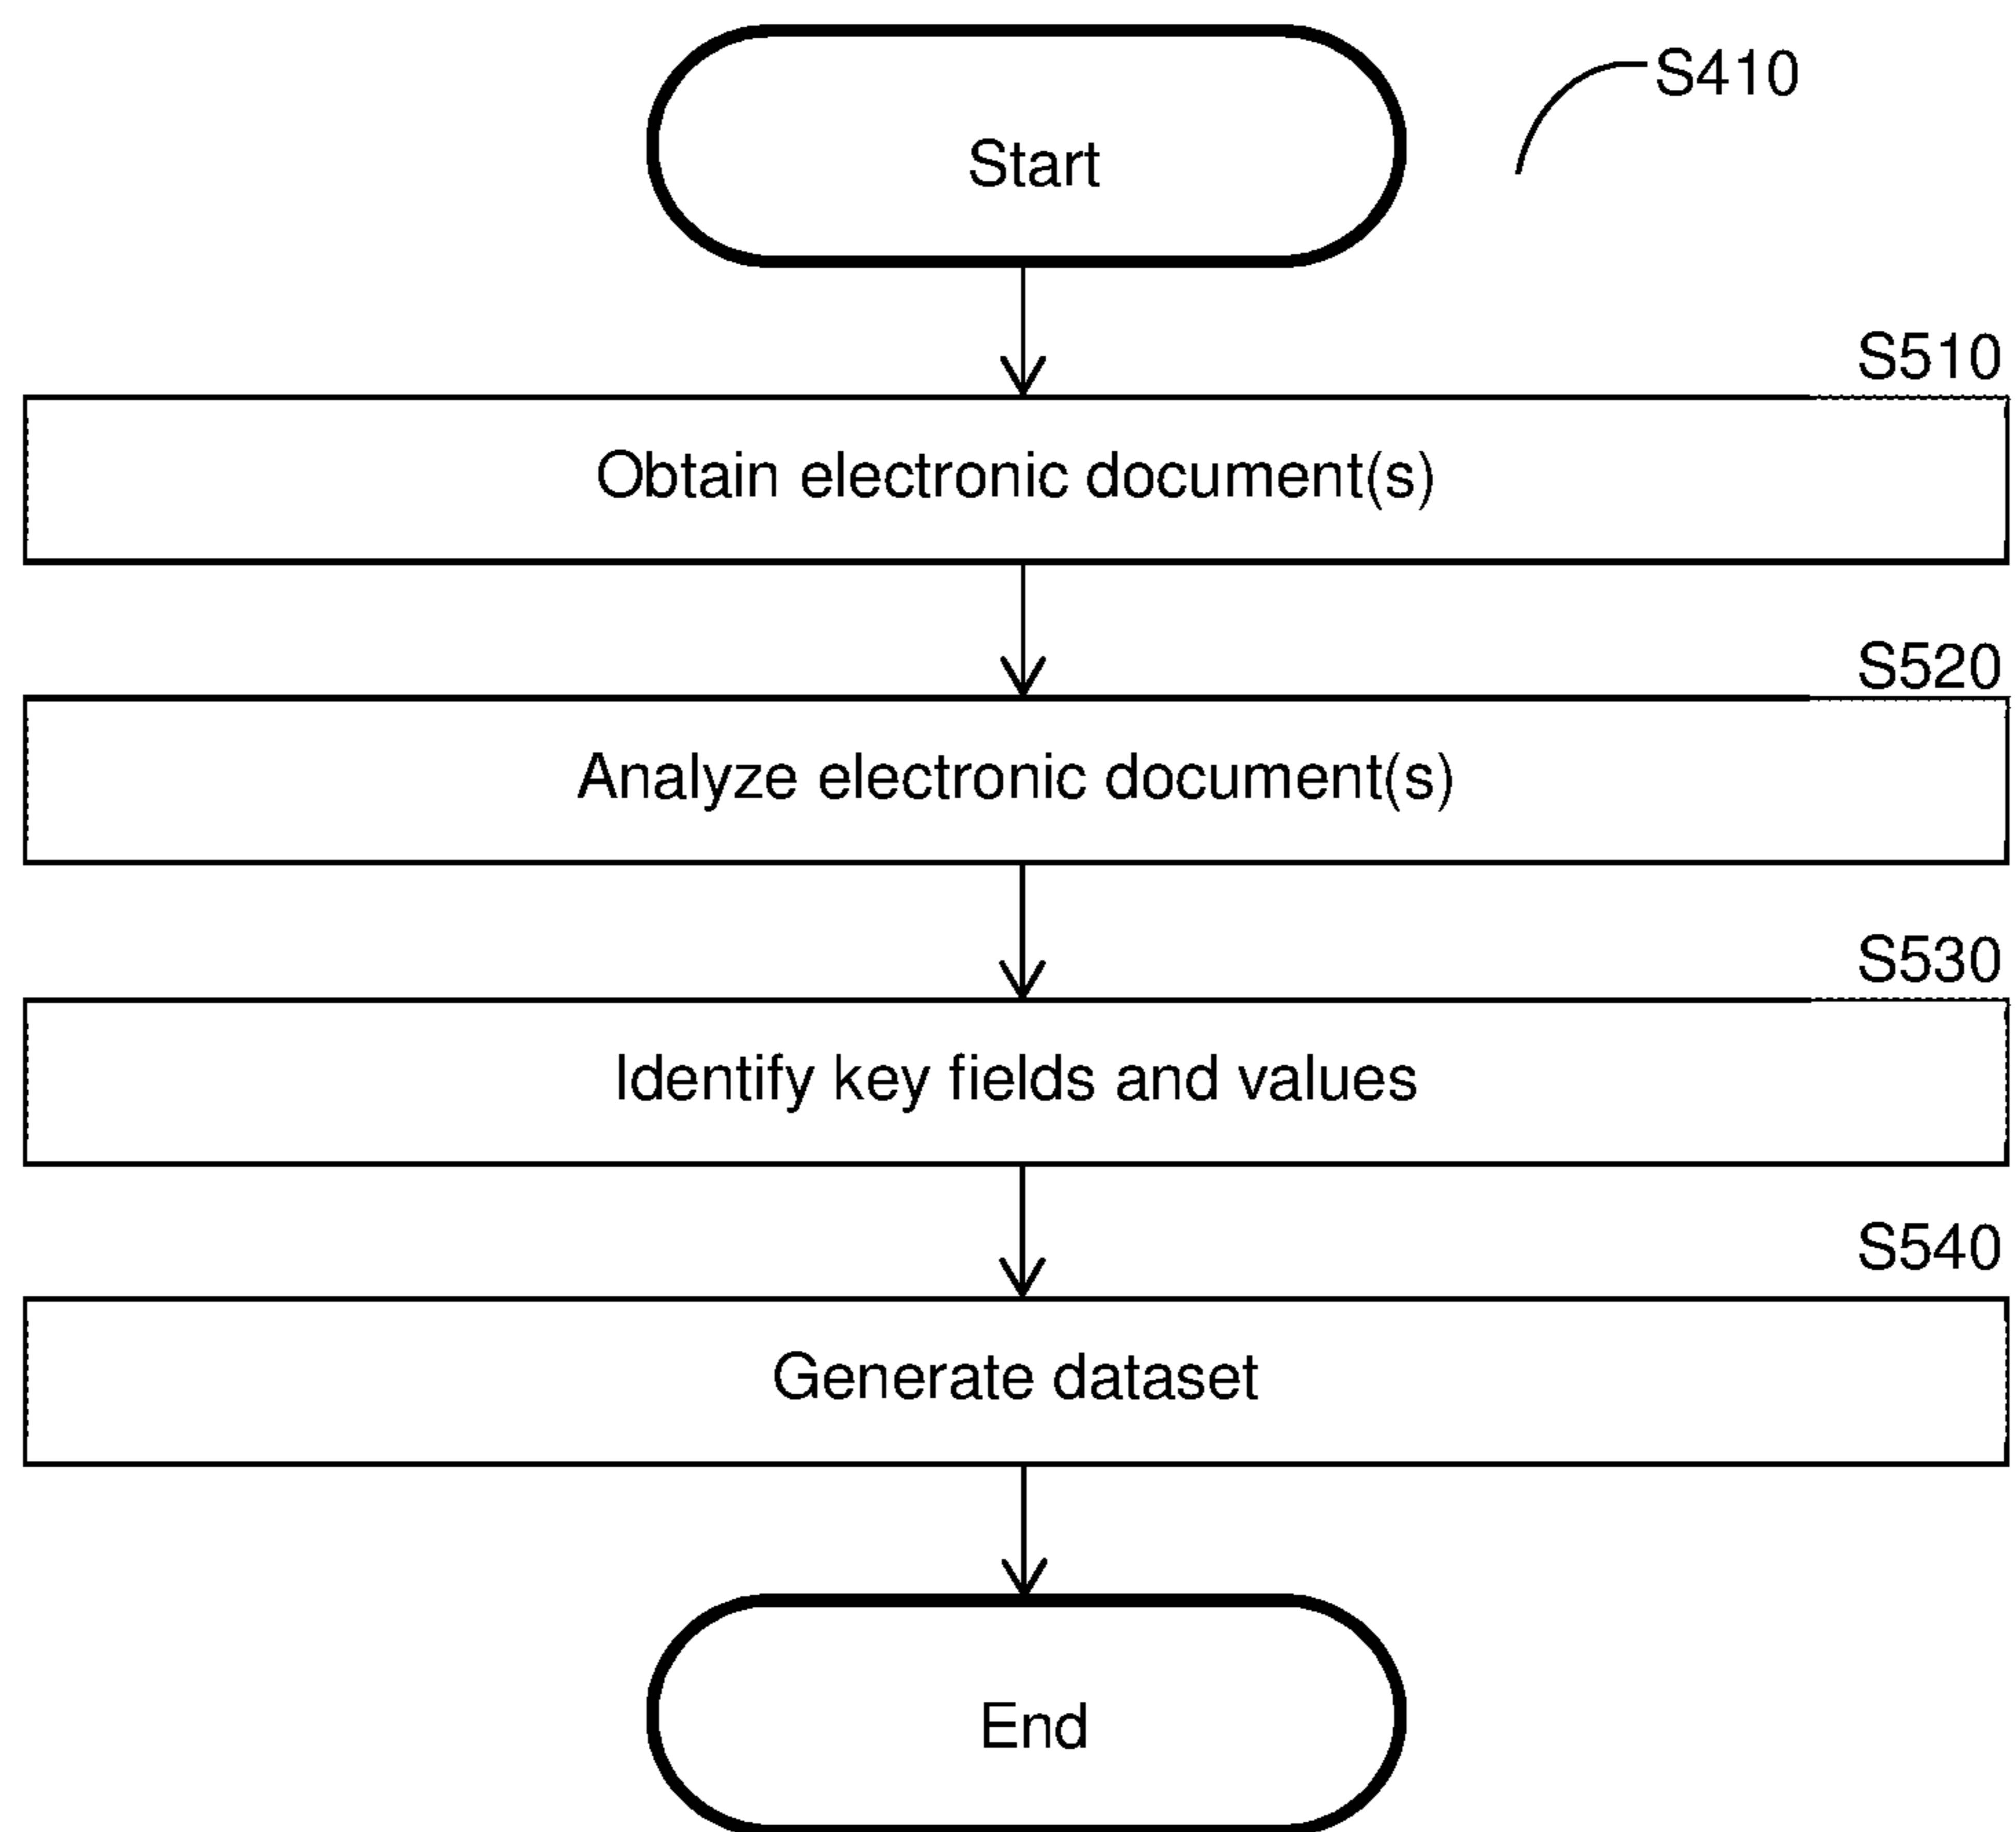 Start
S410
S510
Obtain electronic document(s)
S520
Analyze electronic document(s)
S530
Identify key fields and values
S540
Generate dataset
End